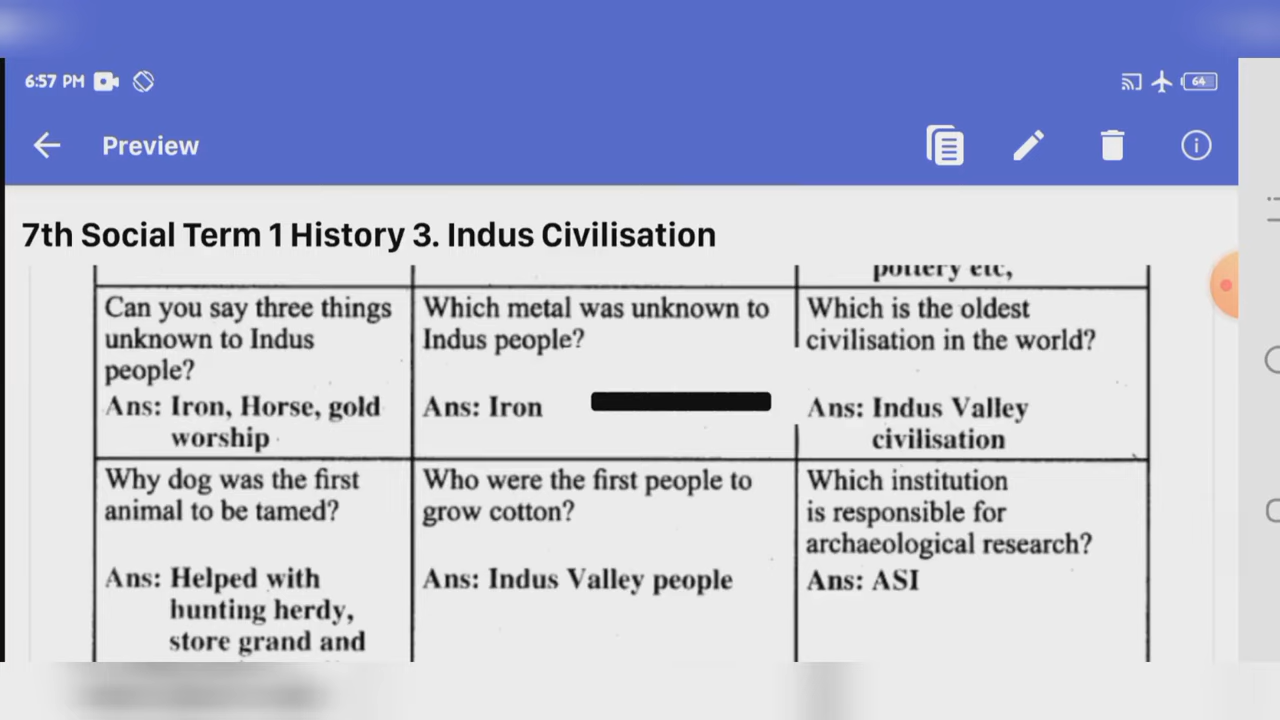 6:57 PM
64
Preview
7th Social Term 1 History 3. Indus Civilisation
pottery etc,
Can you say three things
unknown to Indus
people?
Ans: Iron, Horse, gold
worship
Which metal was unknown to
Indus people?
Ans: Iron
Which is the oldest
civilisation in the world?
Ans: Indus Valley
civilisation
Why dog was the first
animal to be tamed?
Ans: Helped with
hunting herdy,
store grand and
Who were the first people to
grow cotton?
Ans: Indus Valley people
Which institution
is responsible for
archaeological research?
Ans: ASI